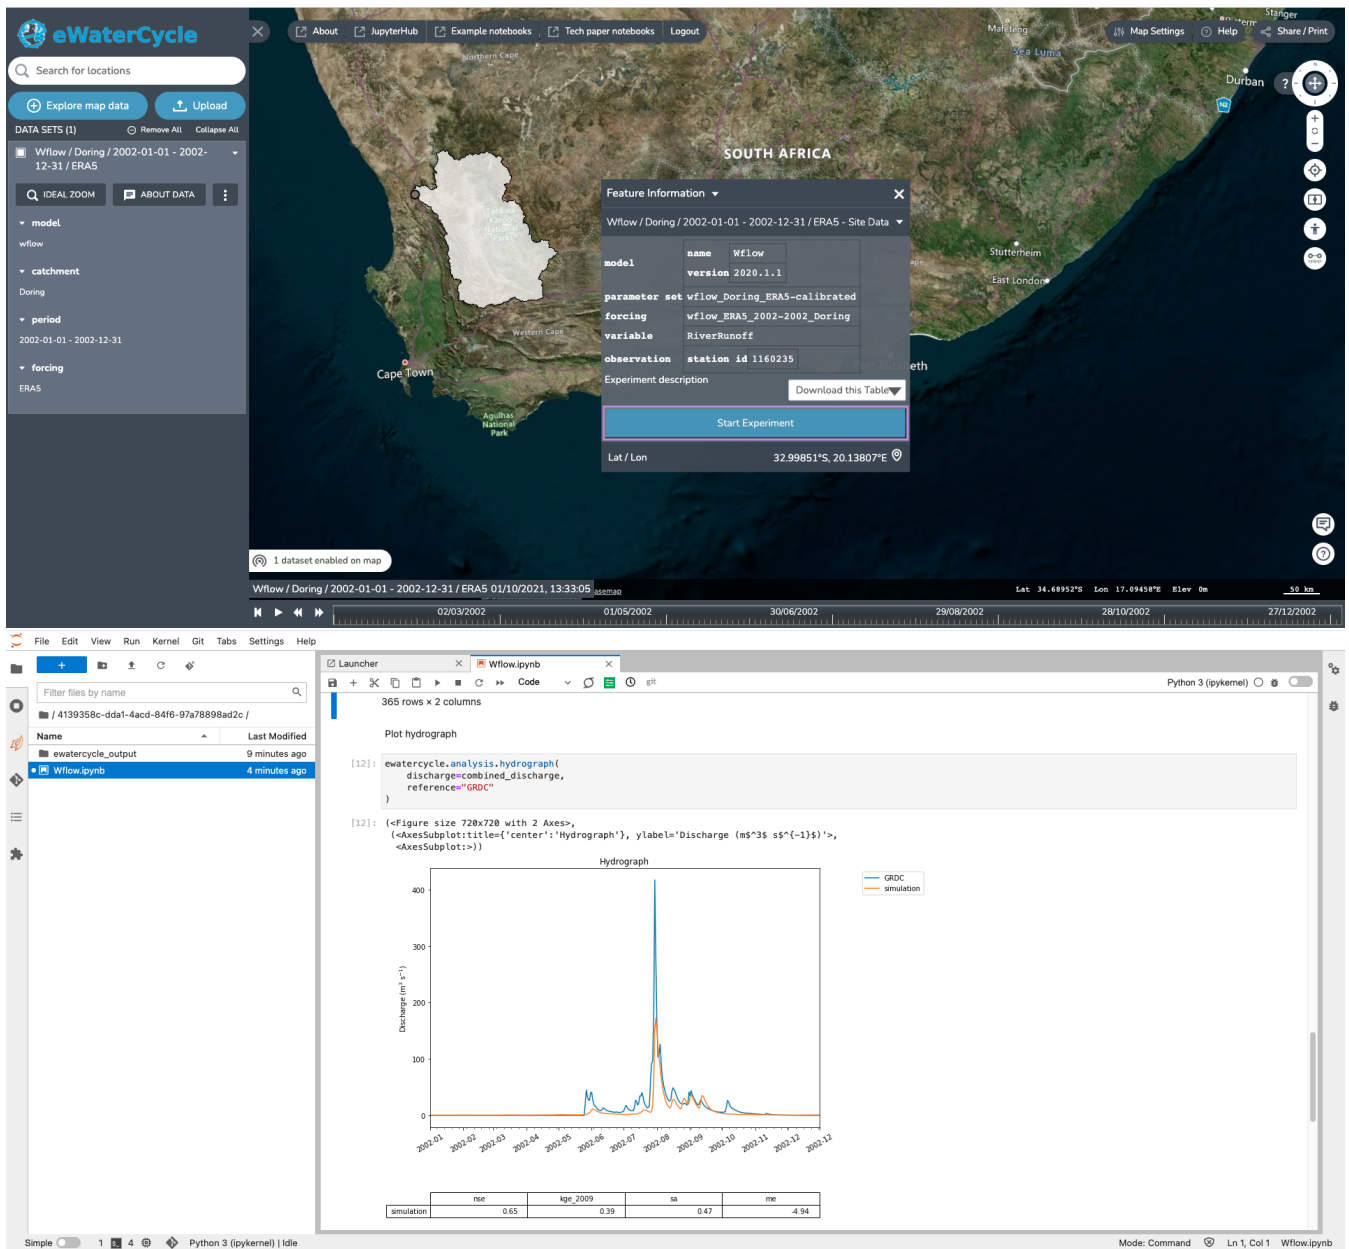 eWaterCycle
About
JupyterHub
Example notebooks
Tech paper notebooks
Logout
Map Settings
Help
Share / Print
Search for locations
Explore map data
Upload
DATA SETS (1)
Remove All
Collapse All
Wflow / Doring / 2002-01-01 - 2002-
12-31 / ERA5
IDEAL ZOOM
ABOUT DATA
model
wflow
catchment
Doring
period
2002-01-01 - 2002-12-31
forcing
ERA5
Northern Cape
Mafeteng
Stanger
Sea Luma
Durban
N2
SOUTH AFRICA
Tankwa
Karoo
National
Park
Stutterheim
East London
Western Cape
Cape Town
Agulhas
National
Park
Feature Information
Wflow / Doring / 2002-01-01 - 2002-12-31 / ERA5 - Site Data
model
name Wflow
version 2020.1.1
parameter set wflow_Doring_ERA5-calibrated
forcing wflow_ERA5_2002-2002_Doring
variable RiverRunoff
observation station id 1160235
Experiment description
Download this Table
Start Experiment
Lat / Lon 32.99851°S, 20.13807°E
1 dataset enabled on map
Wflow / Doring / 2002-01-01 - 2002-12-31 / ERA5 01/10/2021, 13:33:05
Lat 34.68952°S Lon 17.09458°E Elev 0m 50 km
02/03/2002 01/05/2002 30/06/2002 29/08/2002 28/10/2002 27/12/2002
File Edit View Run Kernel Git Tabs Settings Help
Launcher
Wflow.ipynb
Code
git
Python 3 (ipykernel)
Filter files by name
/ 4139358c-dda1-4acd-84f6-97a78898ad2c /
Name Last Modified
ewatercycle_output 9 minutes ago
Wflow.ipynb 4 minutes ago
365 rows × 2 columns
Plot hydrograph
[12]: ewatercycle.analysis.hydrograph(
discharge=combined_discharge,
reference="GRDC"
)
[12]: (<Figure size 720x720 with 2 Axes>,
(<AxesSubplot:title={'center':'Hydrograph'}, ylabel='Discharge (m$^3$ s$^{-1}$)'>,
<AxesSubplot:>))
Hydrograph
GRDC
simulation
400
300
200
100
0
Discharge (m³ s⁻¹)
2002-01 2002-02 2002-03 2002-04 2002-05 2002-06 2002-07 2002-08 2002-09 2002-10 2002-11 2002-12 2002-12
nse kge_2009 sa me
simulation 0.65 0.39 0.47 -4.94
Simple 1 4 Python 3 (ipykernel) | Idle
Mode: Command Ln 1, Col 1 Wflow.ipynb